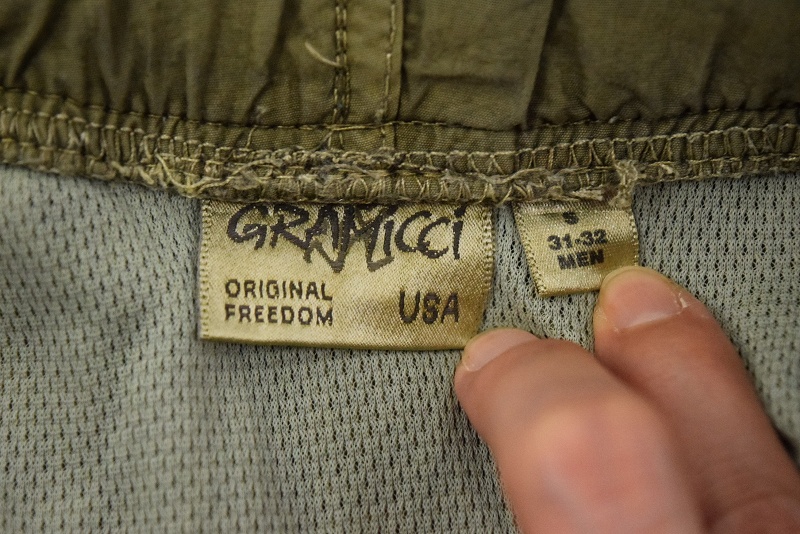 GRAMICCI
ORIGINAL
FREEDOM
USA
S
31-32
MEN